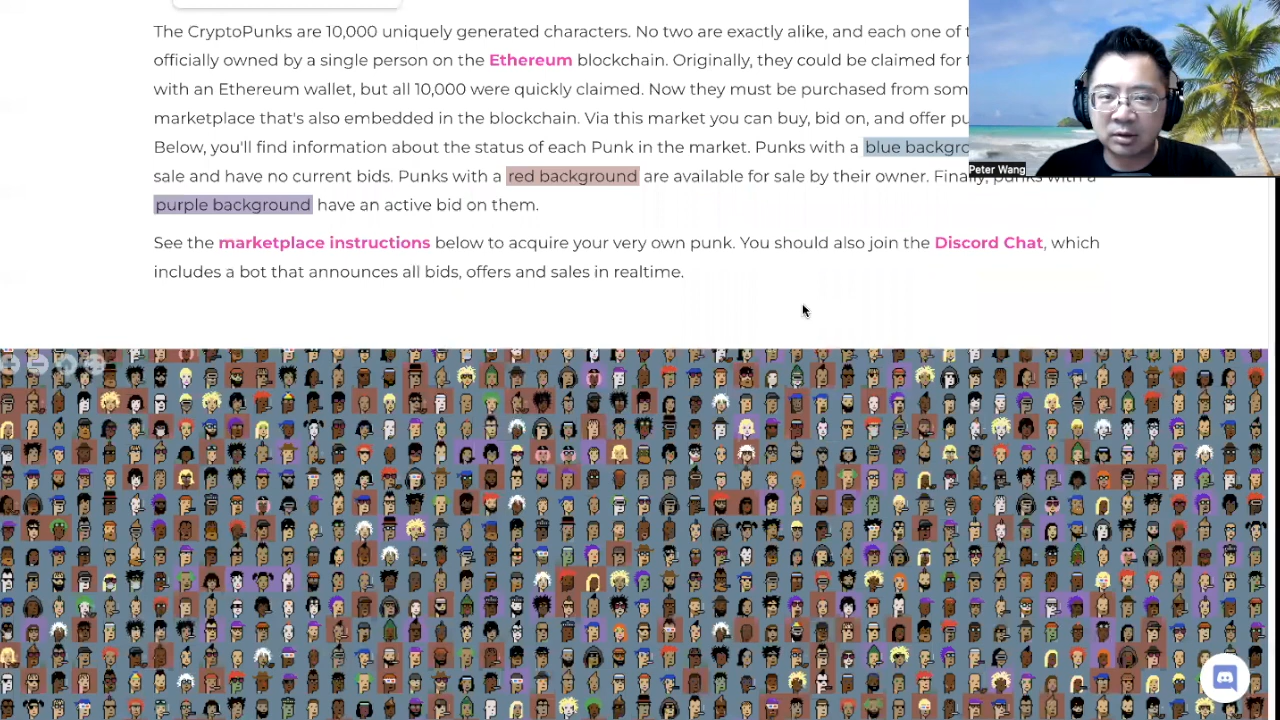 The CryptoPunks are 10,000 uniquely generated characters. No two are exactly alike, and each one of
officially owned by a single person on the Ethereum blockchain. Originally, they could be claimed for
with an Ethereum wallet, but all 10,000 were quickly claimed. Now they must be purchased from
marketplace that's also embedded in the blockchain. Via this market you can buy, bid on, and offer
Below, you'll find information about the status of each Punk in the market. Punks with a blue
sale and have no current bids. Punks with a red background are available for sale by their owner. Finally, punks with a
purple background have an active bid on them.
See the marketplace instructions below to acquire your very own punk. You should also join the Discord Chat, which
includes a bot that announces all bids, offers and sales in realtime.
Peter Wang